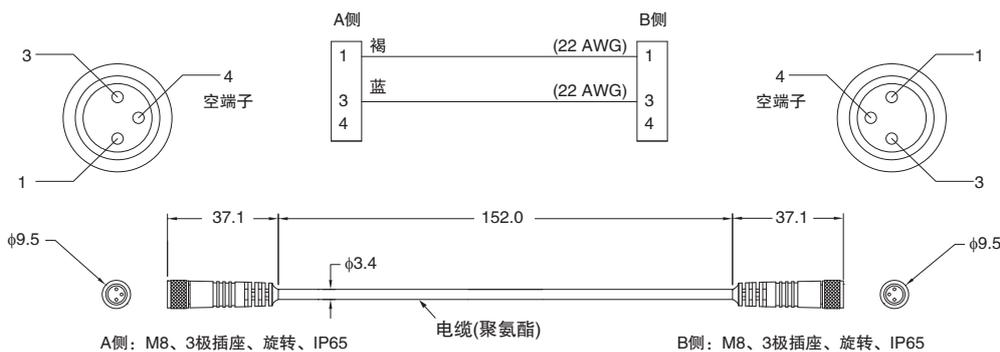 A侧
B侧
3
4
空端子
1
1 褐 (22 AWG) 1
3 蓝 (22 AWG) 3
4 4
1
4
空端子
3
37.1
152.0
37.1
ϕ9.5
ϕ3.4
ϕ9.5
电缆(聚氨酯)
A侧：M8、3极插座、旋转、IP65
B侧：M8、3极插座、旋转、IP65